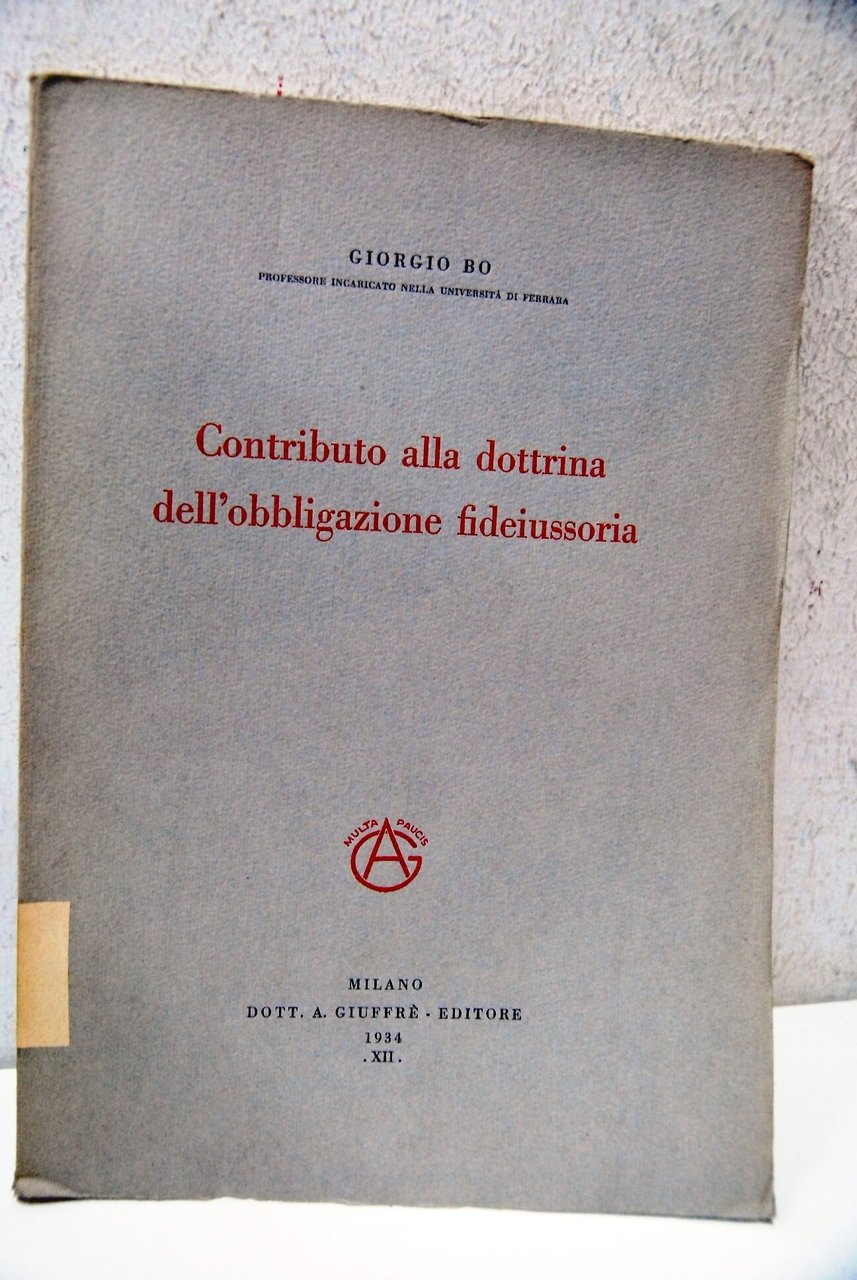 GIORGIO BO
PROFESSORE INCARICATO NELLA UNIVERSITÀ DI FERRARA
Contributo alla dottrina
dell'obbligazione fideiussoria
MULTA PAUCIS
AG
MILANO
DOTT. A. GIUFFRÈ - EDITORE
1934
. XII .